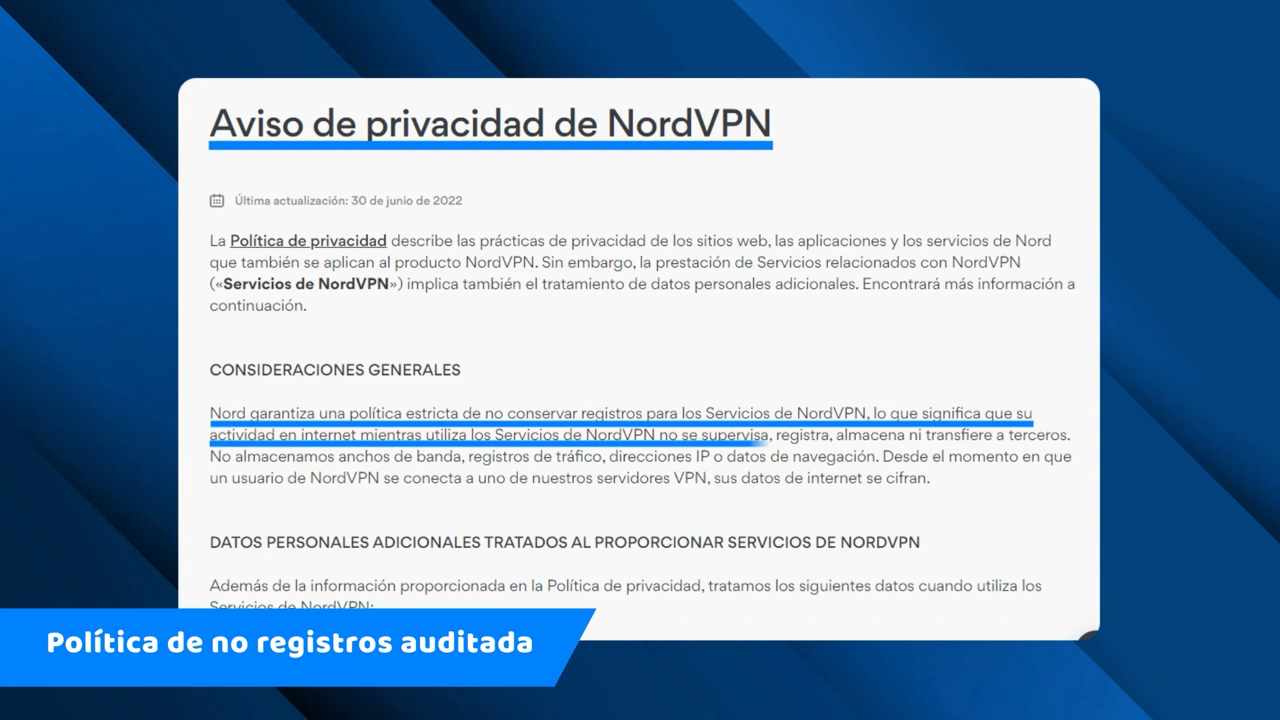 Aviso de privacidad de NordVPN
Última actualización: 30 de junio de 2022
La Política de privacidad describe las prácticas de privacidad de los sitios web, las aplicaciones y los servicios de Nord
que también se aplican al producto NordVPN. Sin embargo, la prestación de Servicios relacionados con NordVPN
(«Servicios de NordVPN») implica también el tratamiento de datos personales adicionales. Encontrará más información a
continuación.
CONSIDERACIONES GENERALES
Nord garantiza una política estricta de no conservar registros para los Servicios de NordVPN, lo que significa que su
actividad en internet mientras utiliza los Servicios de NordVPN no se supervisa, registra, almacena ni transfiere a terceros.
No almacenamos anchos de banda, registros de tráfico, direcciones IP o datos de navegación. Desde el momento en que
un usuario de NordVPN se conecta a uno de nuestros servidores VPN, sus datos de internet se cifran.
DATOS PERSONALES ADICIONALES TRATADOS AL PROPORCIONAR SERVICIOS DE NORDVPN
Además de la información proporcionada en la Política de privacidad, tratamos los siguientes datos cuando utiliza los
Servicios de NordVPN:
Política de no registros auditada